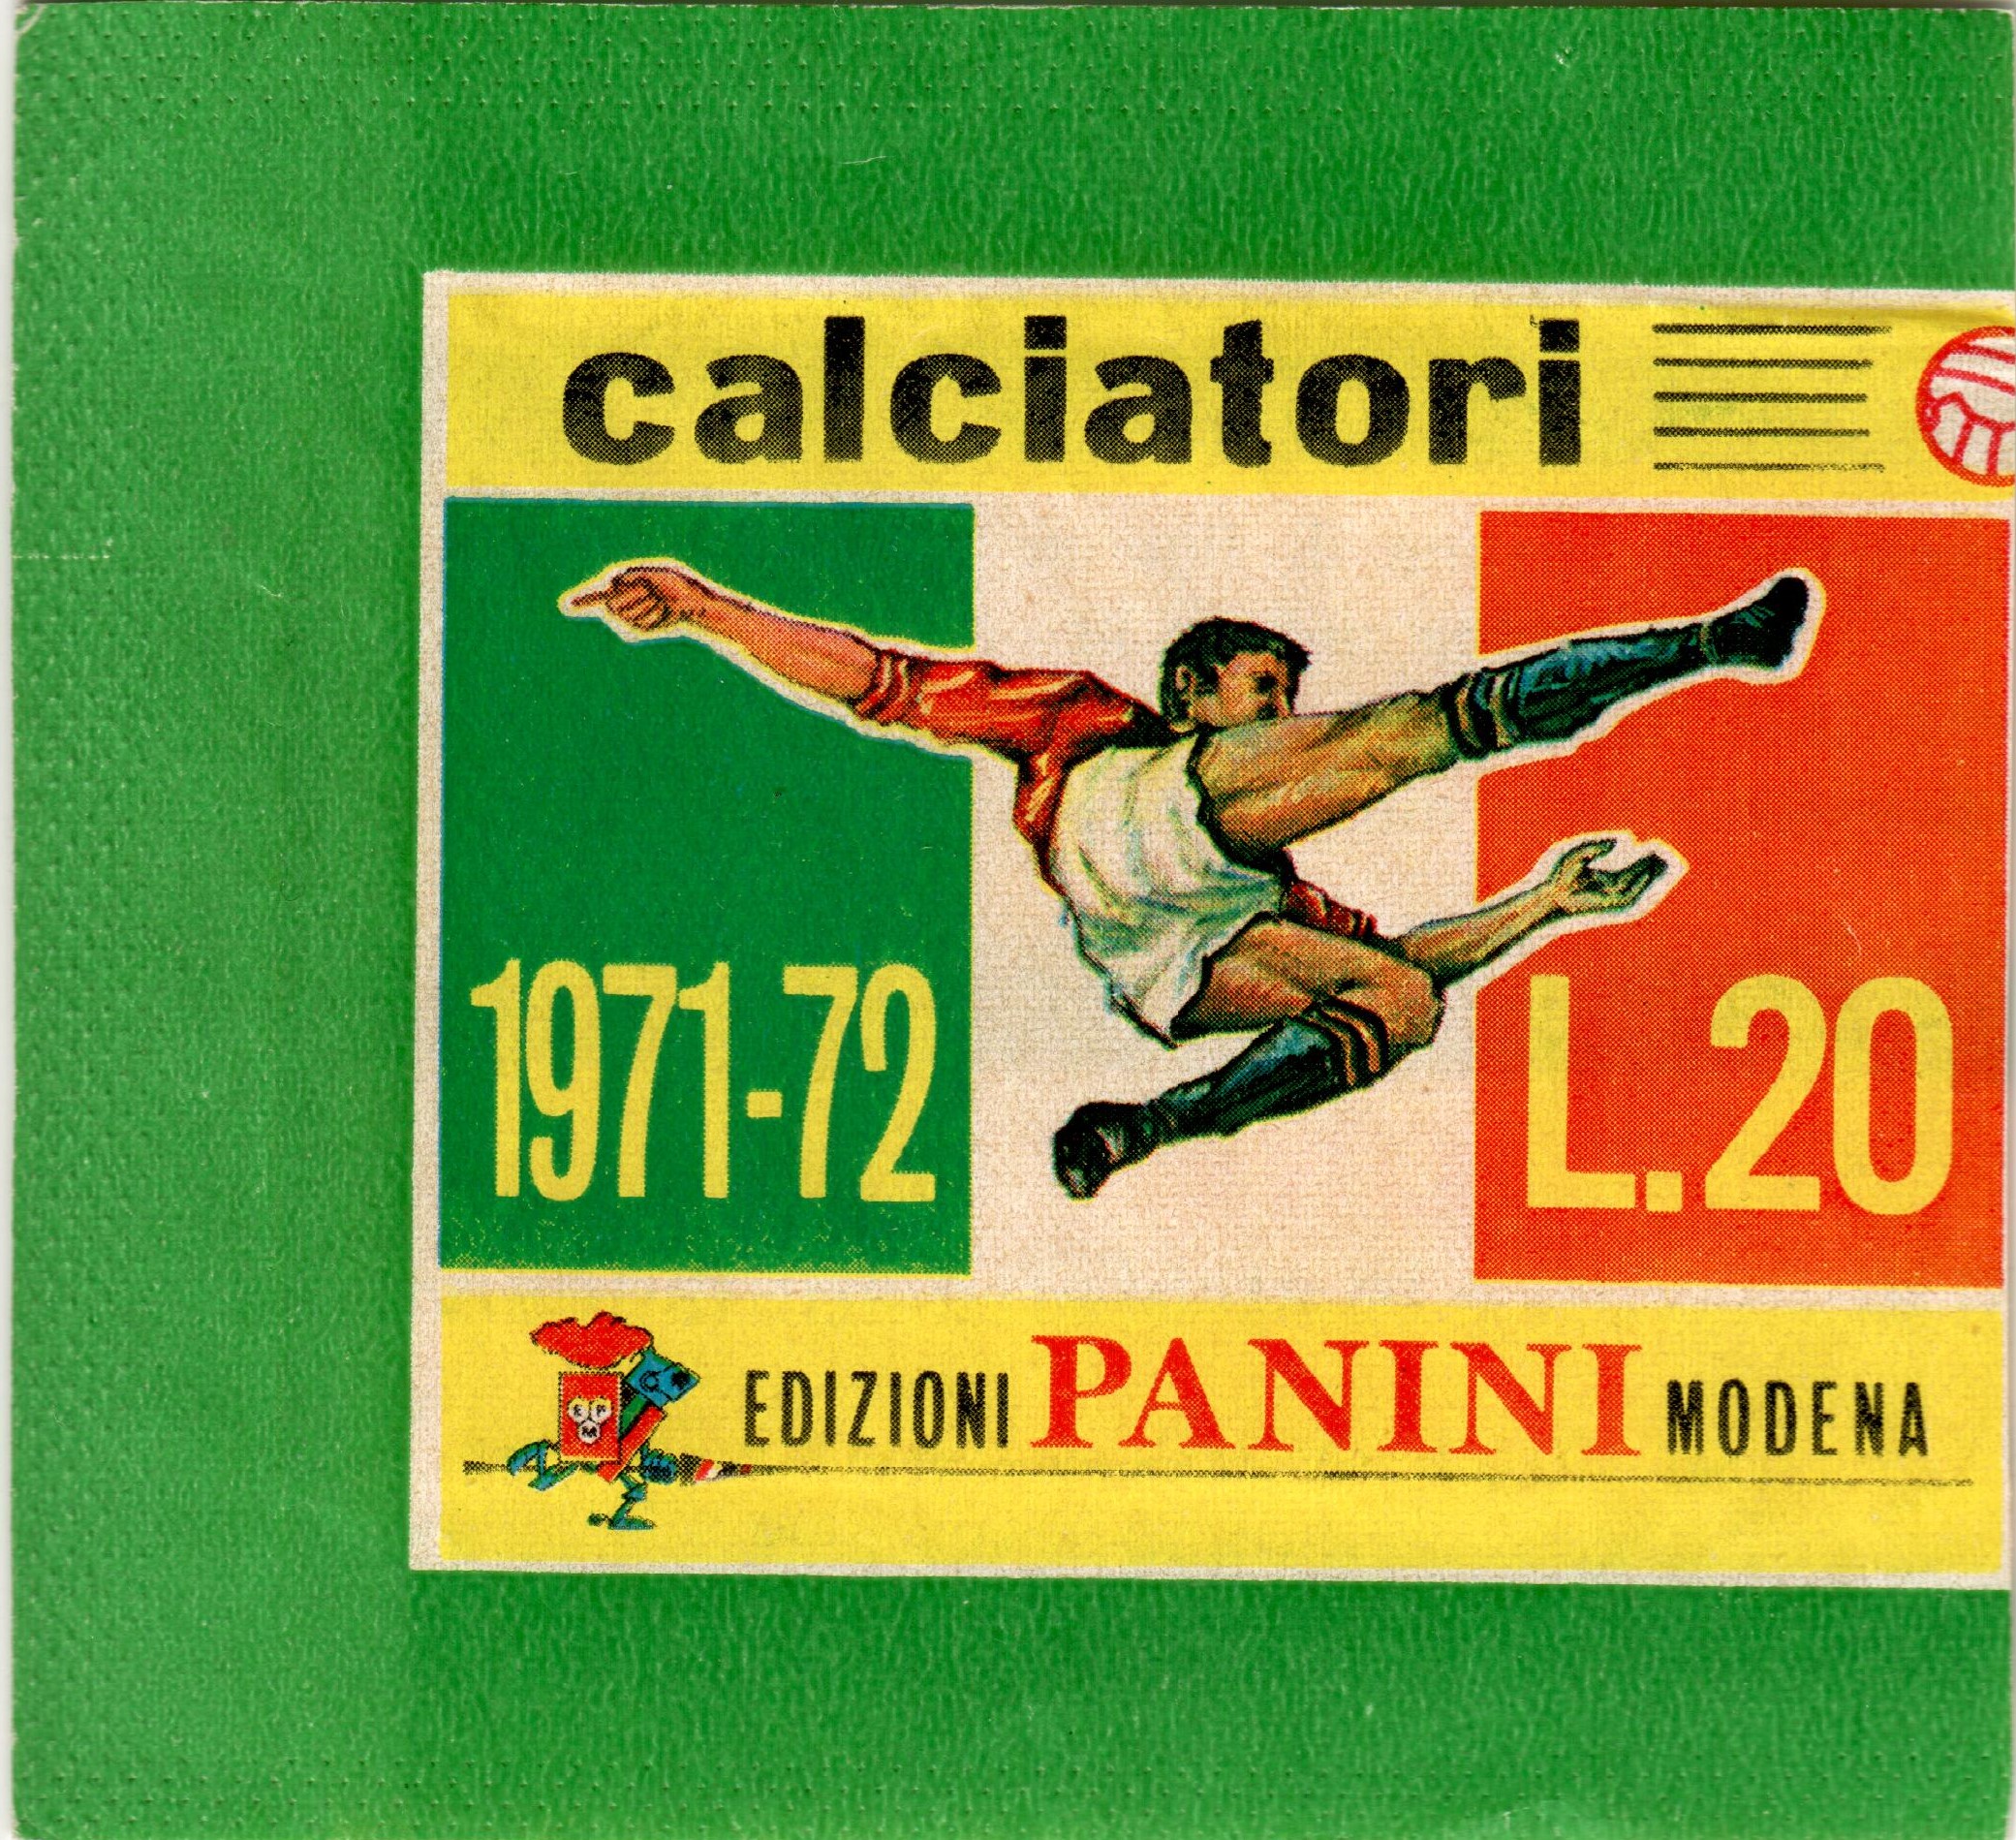 calciatori
1971-72
L.20
EDIZIONI PANINI MODENA
E P
M